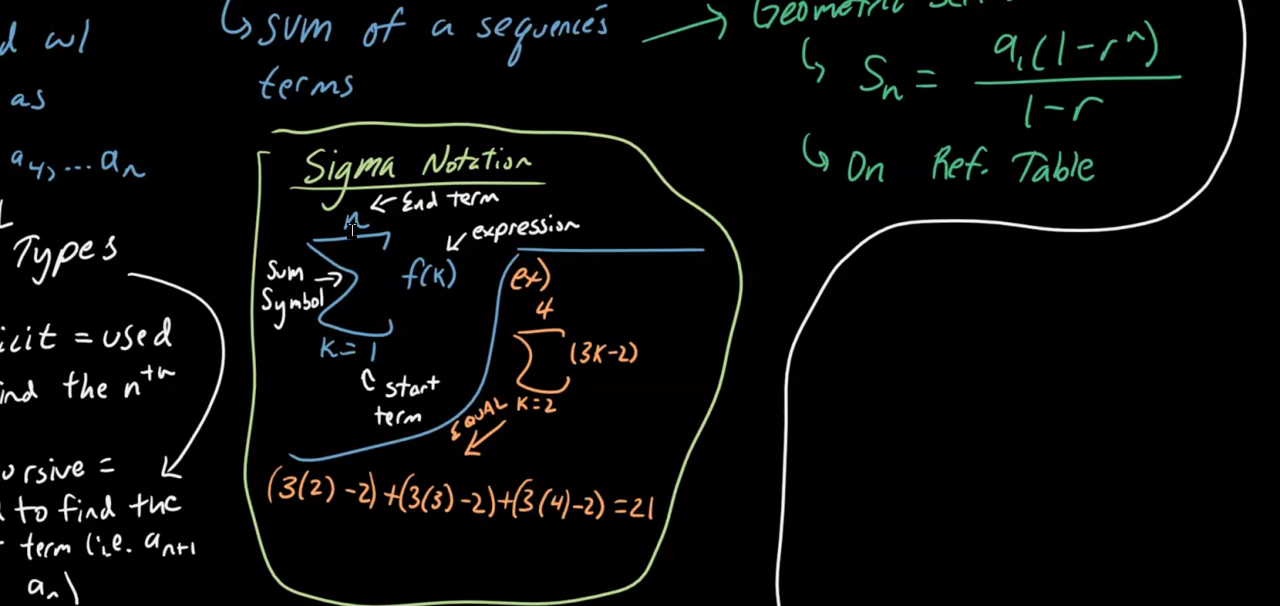 d w/
as
a₄, ... aₙ
Types
icit = used
ind the nᵗʰ
orsive =
to find the
term (i.e. aₙ₊₁
aₙ)
↳ sum of a sequence's
terms
Sigma Notation
n ← End term
expression
Sum
Symbol
→ ∑ f(k)
k = 1
start
term
ex)
4
∑ (3k-2)
k=2
EQUAL
(3(2)-2)+(3(3)-2)+(3(4)-2)=21
→ Geometric
↳ Sₙ = a₁(1-rⁿ)
1-r
↳ On Ref. Table